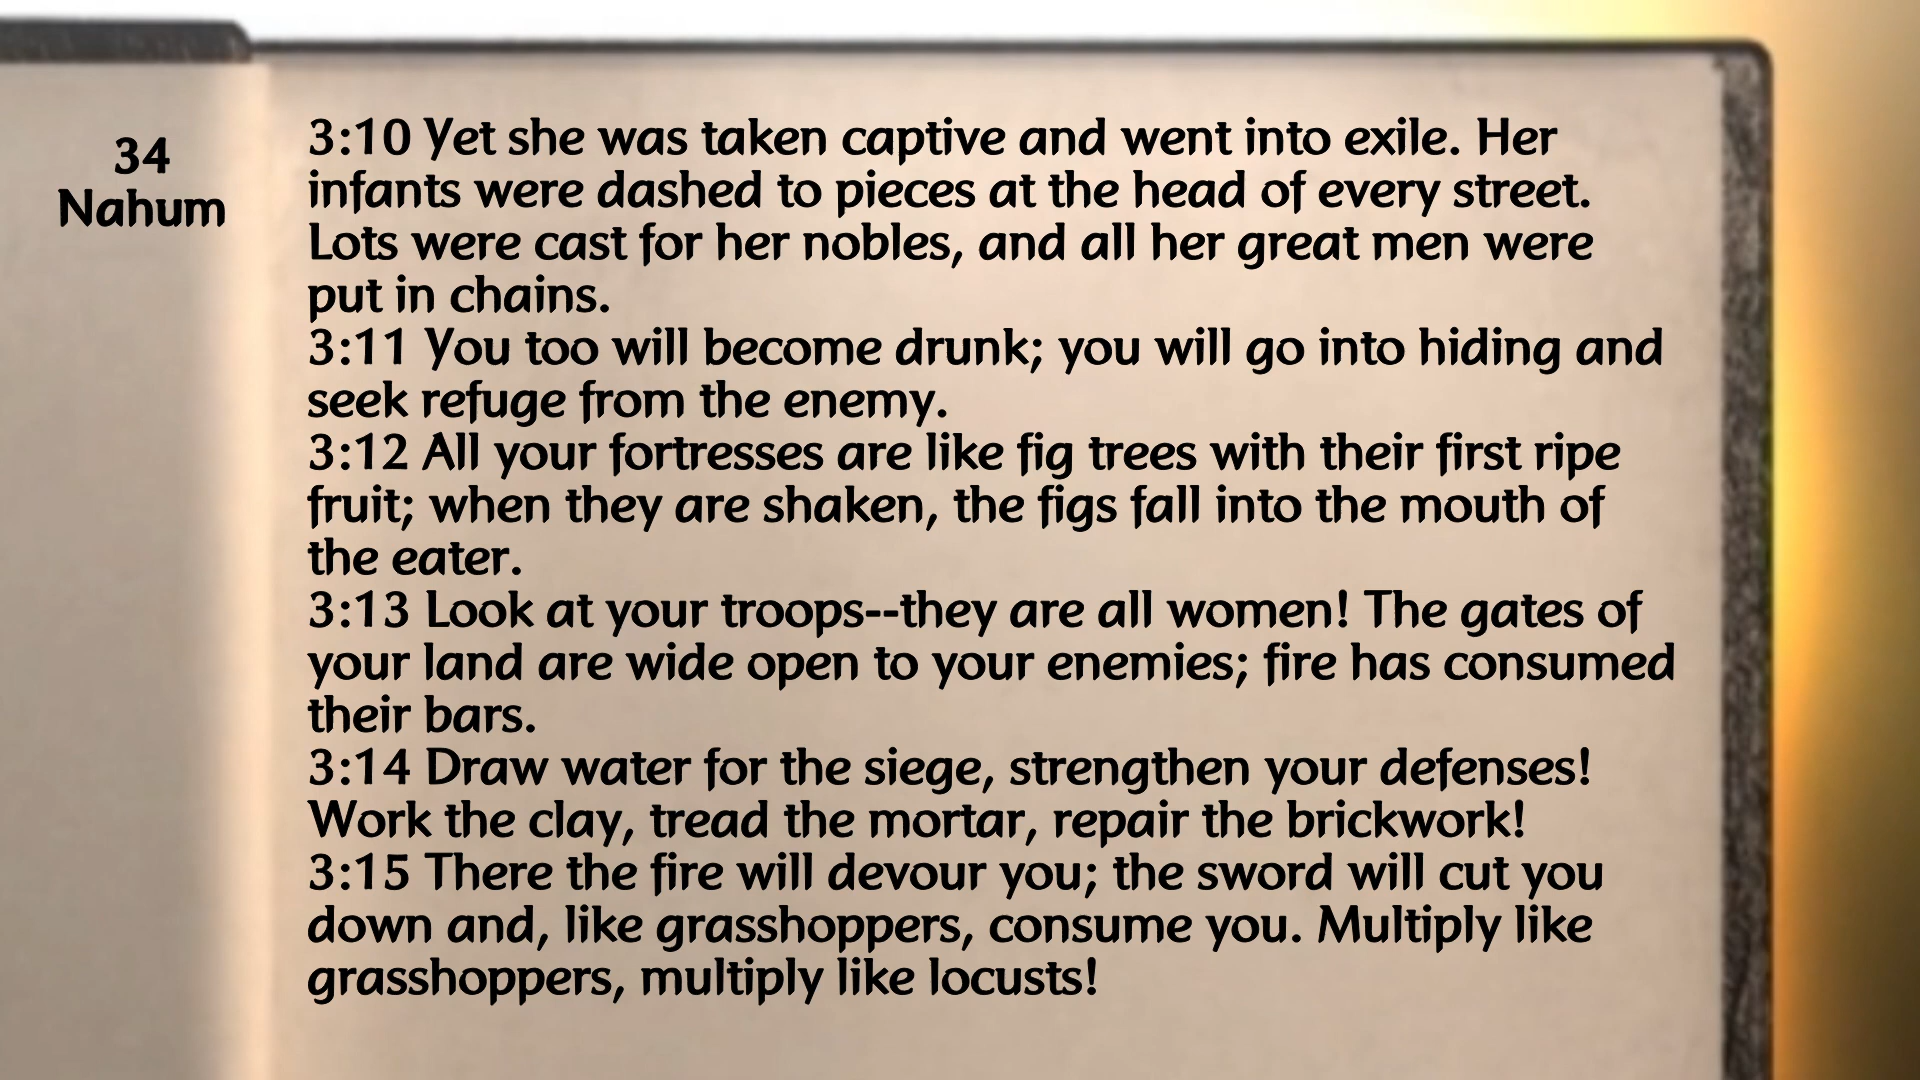 34
Nahum
3:10 Yet she was taken captive and went into exile. Her
infants were dashed to pieces at the head of every street.
Lots were cast for her nobles, and all her great men were
put in chains.
3:11 You too will become drunk; you will go into hiding and
seek refuge from the enemy.
3:12 All your fortresses are like fig trees with their first ripe
fruit; when they are shaken, the figs fall into the mouth of
the eater.
3:13 Look at your troops--they are all women! The gates of
your land are wide open to your enemies; fire has consumed
their bars.
3:14 Draw water for the siege, strengthen your defenses!
Work the clay, tread the mortar, repair the brickwork!
3:15 There the fire will devour you; the sword will cut you
down and, like grasshoppers, consume you. Multiply like
grasshoppers, multiply like locusts!